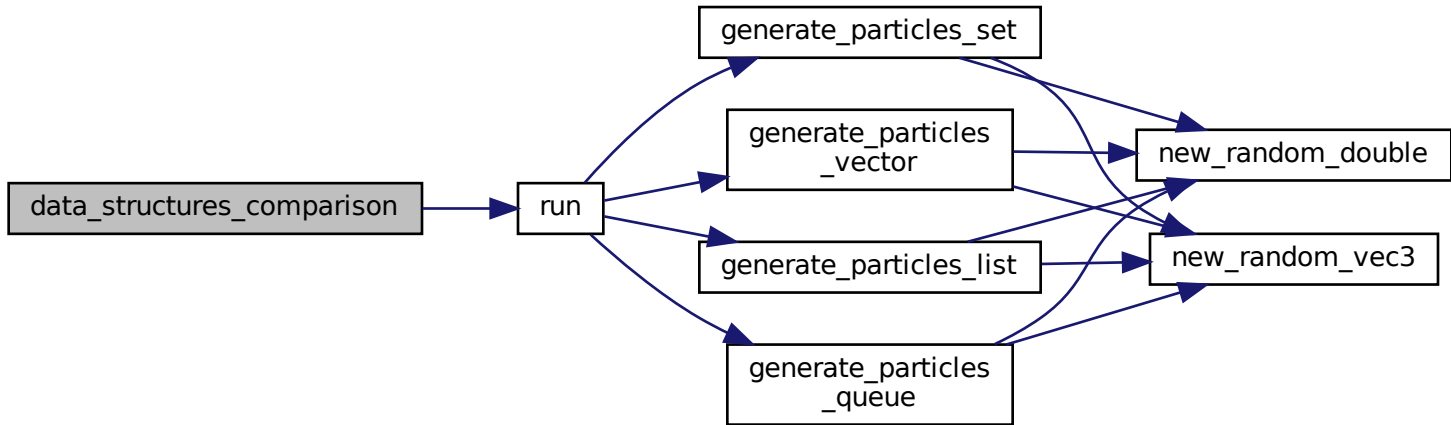 data_structures_comparison
run
generate_particles_set
generate_particles
_vector
generate_particles_list
generate_particles
_queue
new_random_double
new_random_vec3